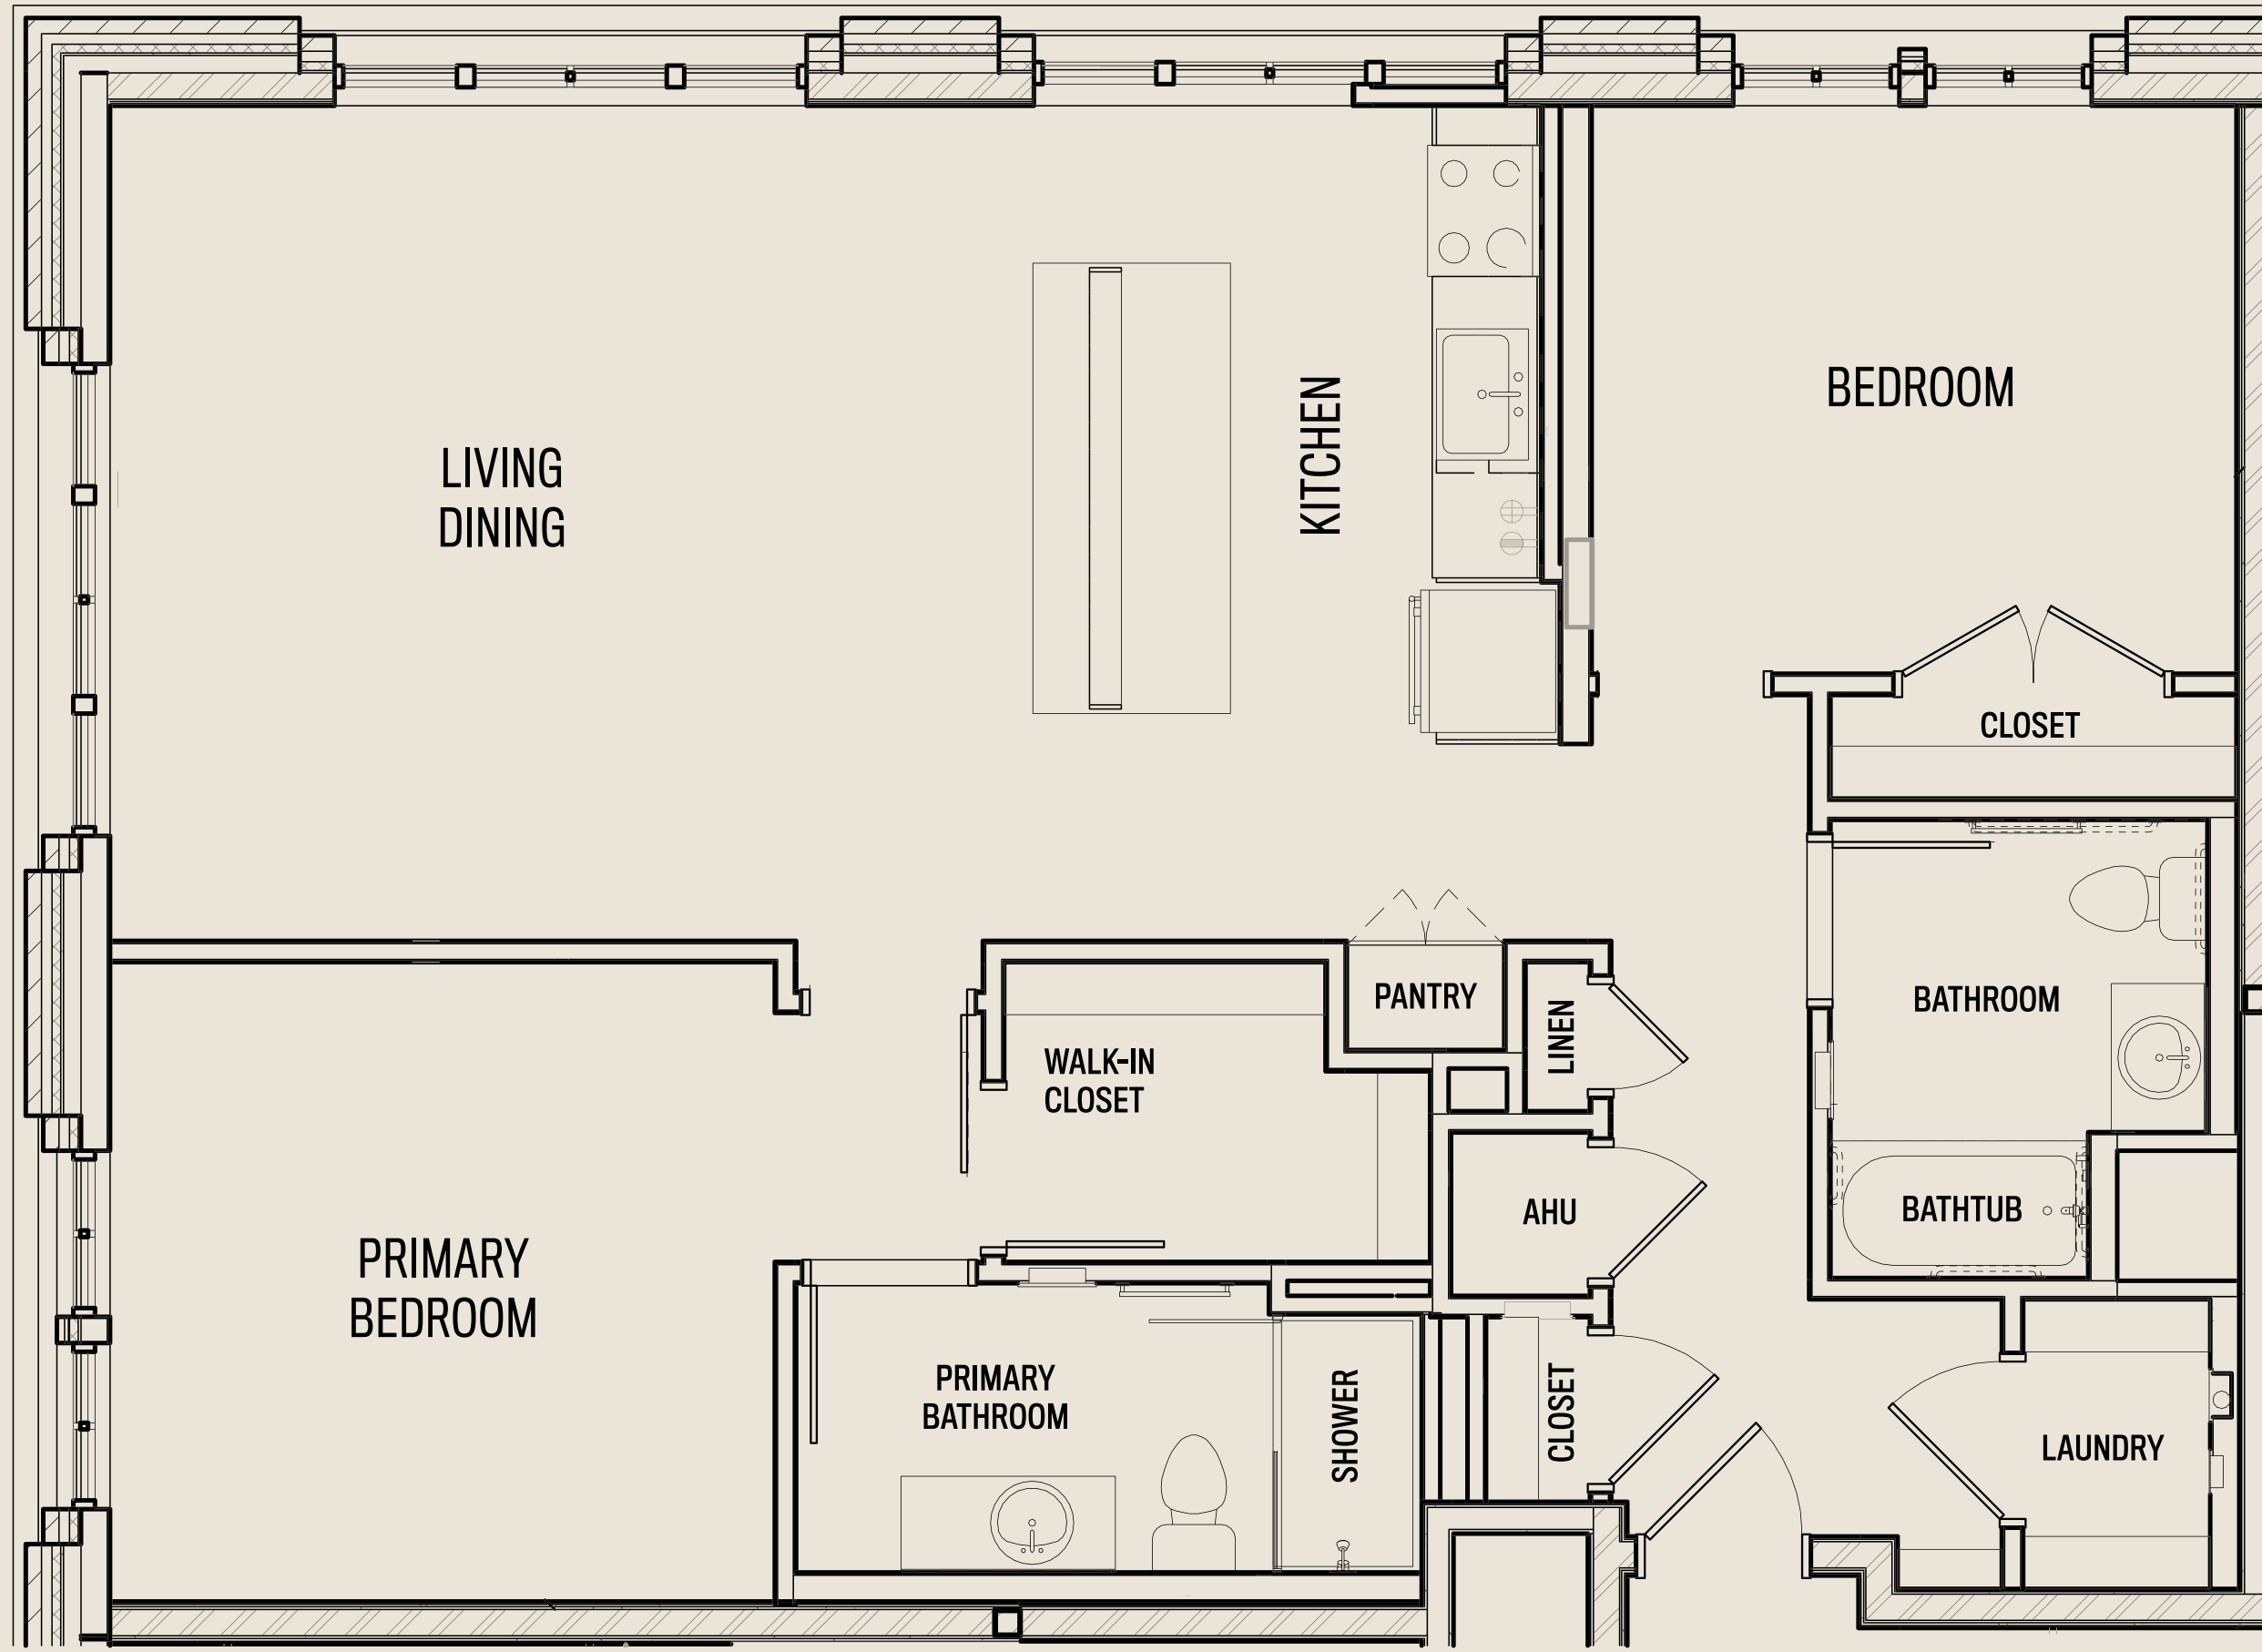 LIVING
DINING
KITCHEN
BEDROOM
CLOSET
PANTRY
LINEN
BATHROOM
WALK-IN
CLOSET
AHU
BATHTUB
PRIMARY
BEDROOM
PRIMARY
BATHROOM
SHOWER
CLOSET
LAUNDRY